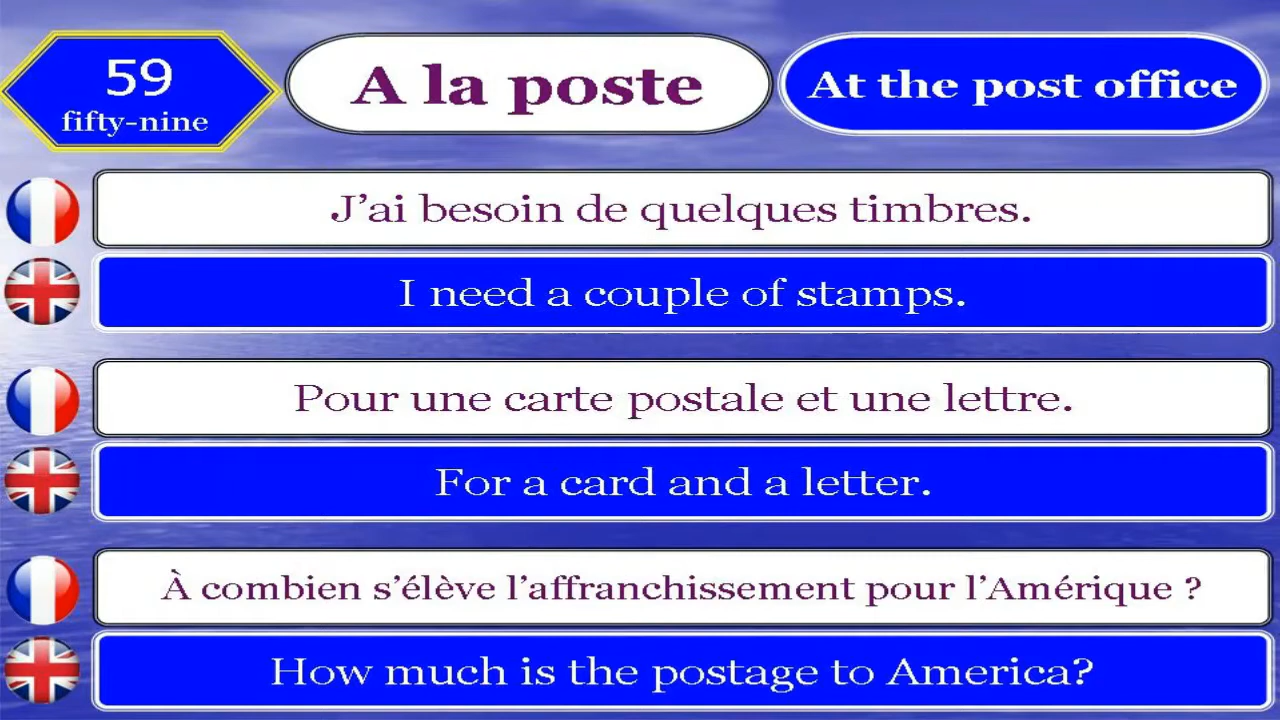 59
fifty-nine
A la poste
At the post office
J’ai besoin de quelques timbres.
I need a couple of stamps.
Pour une carte postale et une lettre.
For a card and a letter.
À combien s’élève l’affranchissement pour l’Amérique ?
How much is the postage to America?